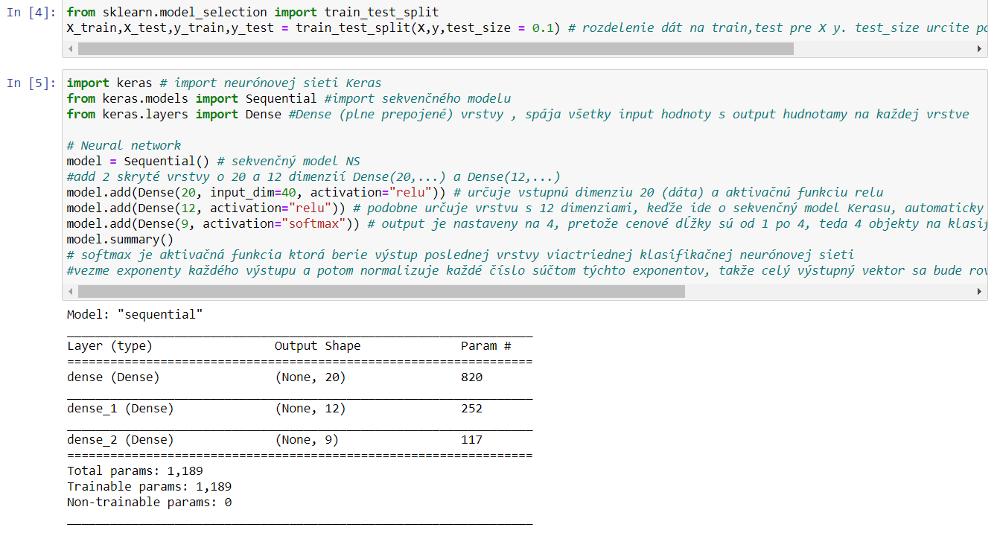 In [4]: from sklearn.model_selection import train_test_split
X_train,X_test,y_train,y_test = train_test_split(X,y,test_size = 0.1) # rozdelenie dát na train,test pre X y. test_size urcite
In [5]: import keras # import neurónovej sieti Keras
from keras.models import Sequential #import sekvenčného modelu
from keras.layers import Dense #Dense (plne prepojené) vrstvy , spája všetky input hodnoty s output hudnotamy na každej vrstve
# Neural network
model = Sequential() # sekvenčný model NS
#add 2 skryté vrstvy o 20 a 12 dimenzií Dense(20,...) a Dense(12,...)
model.add(Dense(20, input_dim=40, activation="relu")) # určuje vstupnú dimenziu 20 (dáta) a aktivačnú funkciu relu
model.add(Dense(12, activation="relu")) # podobne určuje vrstvu s 12 dimenziami, keďže ide o sekvenčný model Kerasu, automaticky
model.add(Dense(9, activation="softmax")) # output je nastaveny na 4, pretože cenové dĺžky sú od 1 po 4, teda 4 objekty na
model.summary()
# softmax je aktivačná funkcia ktorá berie výstup poslednej vrstvy viactriednej klasifikačnej neurónovej sieti
#vezme exponenty každého výstupu a potom normalizuje každé číslo súčtom týchto exponentov, takže celý výstupný vektor sa bude
Model: "sequential"
Layer (type) Output Shape Param #
dense (Dense) (None, 20) 820
dense_1 (Dense) (None, 12) 252
dense_2 (Dense) (None, 9) 117
Total params: 1,189
Trainable params: 1,189
Non-trainable params: 0